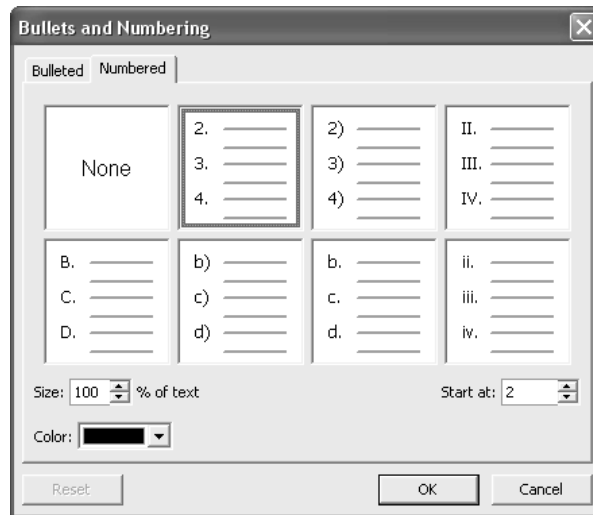 Bullets and Numbering
Bulleted Numbered
None
2.
3.
4.
2)
3)
4)
II.
III.
IV.
B.
C.
D.
b)
c)
d)
b.
c.
d.
ii.
iii.
iv.
Size: 100 % of text Start at: 2
Color:
Reset OK Cancel